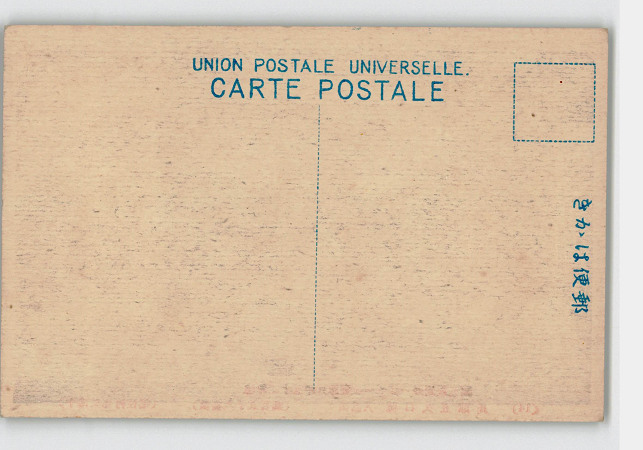 UNION POSTALE UNIVERSELLE.
CARTE POSTALE
きかは便郵